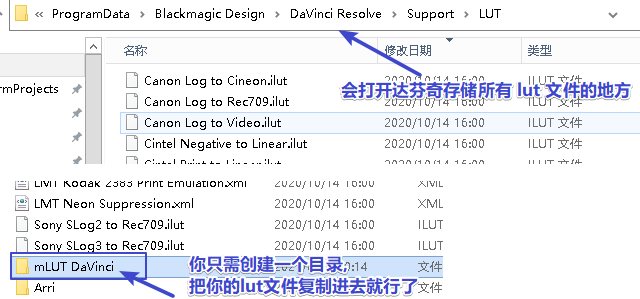 « ProgramData › Blackmagic Design › DaVinci Resolve › Support › LUT
名称 修改日期 类型
rmProjects
Canon Log to Cineon.ilut 2020/10/14 16:00 ILUT 文件
会打开达芬奇存储所有 lut 文件的地方
Canon Log to Rec709.ilut 2020/10/14 16:00 ILUT 文件
Canon Log to Video.ilut 2020/10/14 16:00 ILUT 文件
Cintel Negative to Linear.ilut 2020/10/14 16:00 ILUT 文件
Cintel Print to Linear.ilut 2020/10/14 16:00 ILUT 文件
LMT Kodak 2383 Print Emulation.xml 2020/10/14 16:00 XML
LMT Neon Suppression.xml 2020/10/14 16:00 XML
Sony SLog2 to Rec709.ilut 2020/10/14 16:00 ILUT
Sony SLog3 to Rec709.ilut 2020/10/14 16:00 ILUT
你只需创建一个目录,
mLUT DaVinci 0:14 文件
把你的lut文件复制进去就行了
Arri 文件